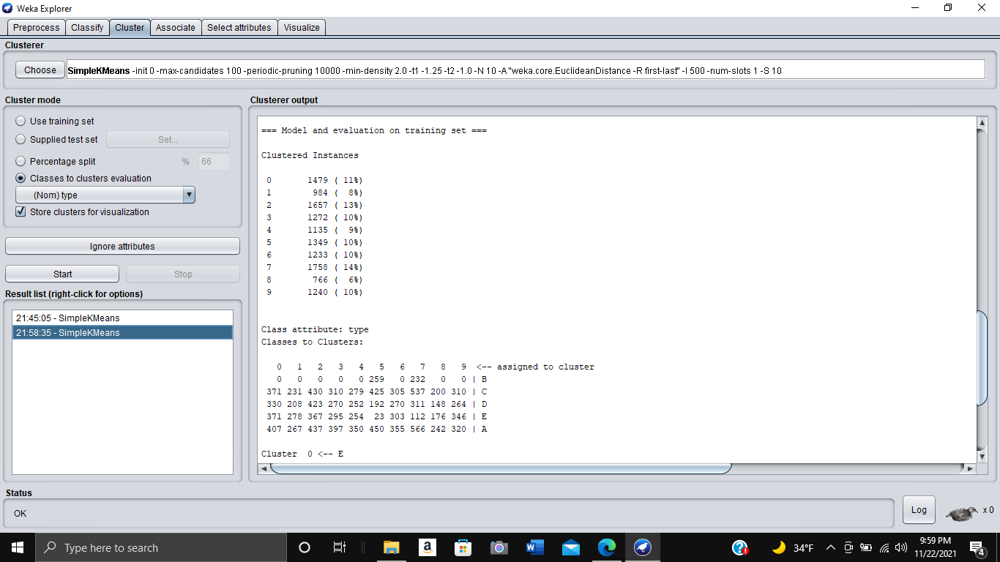 Weka Explorer
Preprocess Classify Cluster Associate Select attributes Visualize
Clusterer
Choose SimpleKMeans -init 0 -max-candidates 100 -periodic-pruning 10000 -min-density 2.0 -t1 -1.25 -t2 -1.0 -N 10 -A "weka.core.EuclideanDistance -R first-last" -I 500 -num-slots 1 -S 10
Cluster mode
Use training set
Supplied test set Set...
Percentage split % 66
Classes to clusters evaluation
(Nom) type
Store clusters for visualization
Ignore attributes
Start Stop
Result list (right-click for options)
21:45:05 - SimpleKMeans
21:58:35 - SimpleKMeans
Clusterer output
=== Model and evaluation on training set ===
Clustered Instances
0 1479 ( 11%)
1 984 ( 8%)
2 1657 ( 13%)
3 1272 ( 10%)
4 1135 ( 9%)
5 1349 ( 10%)
6 1233 ( 10%)
7 1758 ( 14%)
8 766 ( 6%)
9 1240 ( 10%)
Class attribute: type
Classes to Clusters:
0 1 2 3 4 5 6 7 8 9 <-- assigned to cluster
0 0 0 0 0 259 0 232 0 0 | B
371 231 430 310 279 425 305 537 200 310 | C
330 208 423 270 252 192 270 311 148 264 | D
371 278 367 295 254 23 303 112 176 346 | E
407 267 437 397 350 450 355 566 242 320 | A
Cluster 0 <-- E
Status
OK
Log x 0
Type here to search
34°F
9:59 PM
11/22/2021
4